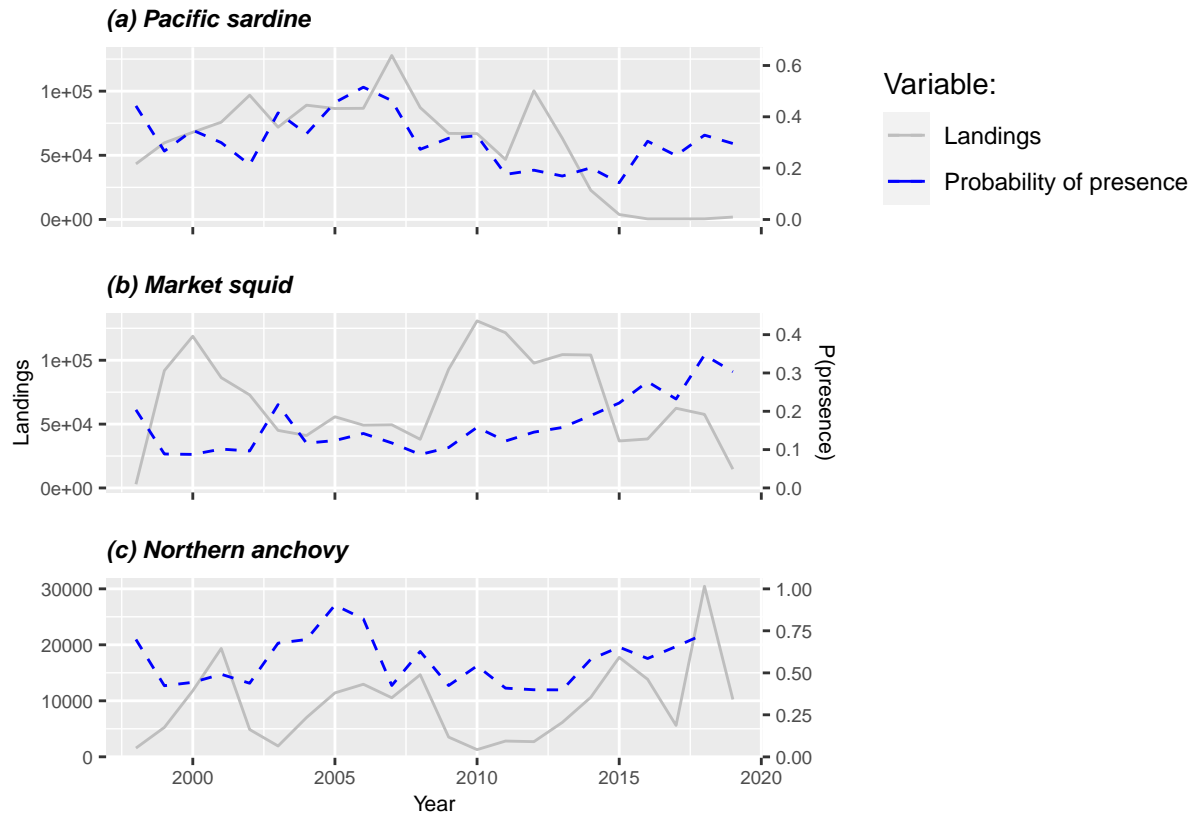 (a) Pacific sardine
1e+05
5e+04
0e+00
0.6
0.4
0.2
0.0
Variable:
Landings
Probability of presence
(b) Market squid
1e+05
5e+04
0e+00
0.4
0.3
0.2
0.1
0.0
Landings
P(presence)
(c) Northern anchovy
30000
20000
10000
0
1.00
0.75
0.50
0.25
0.00
2000 2005 2010 2015 2020
Year